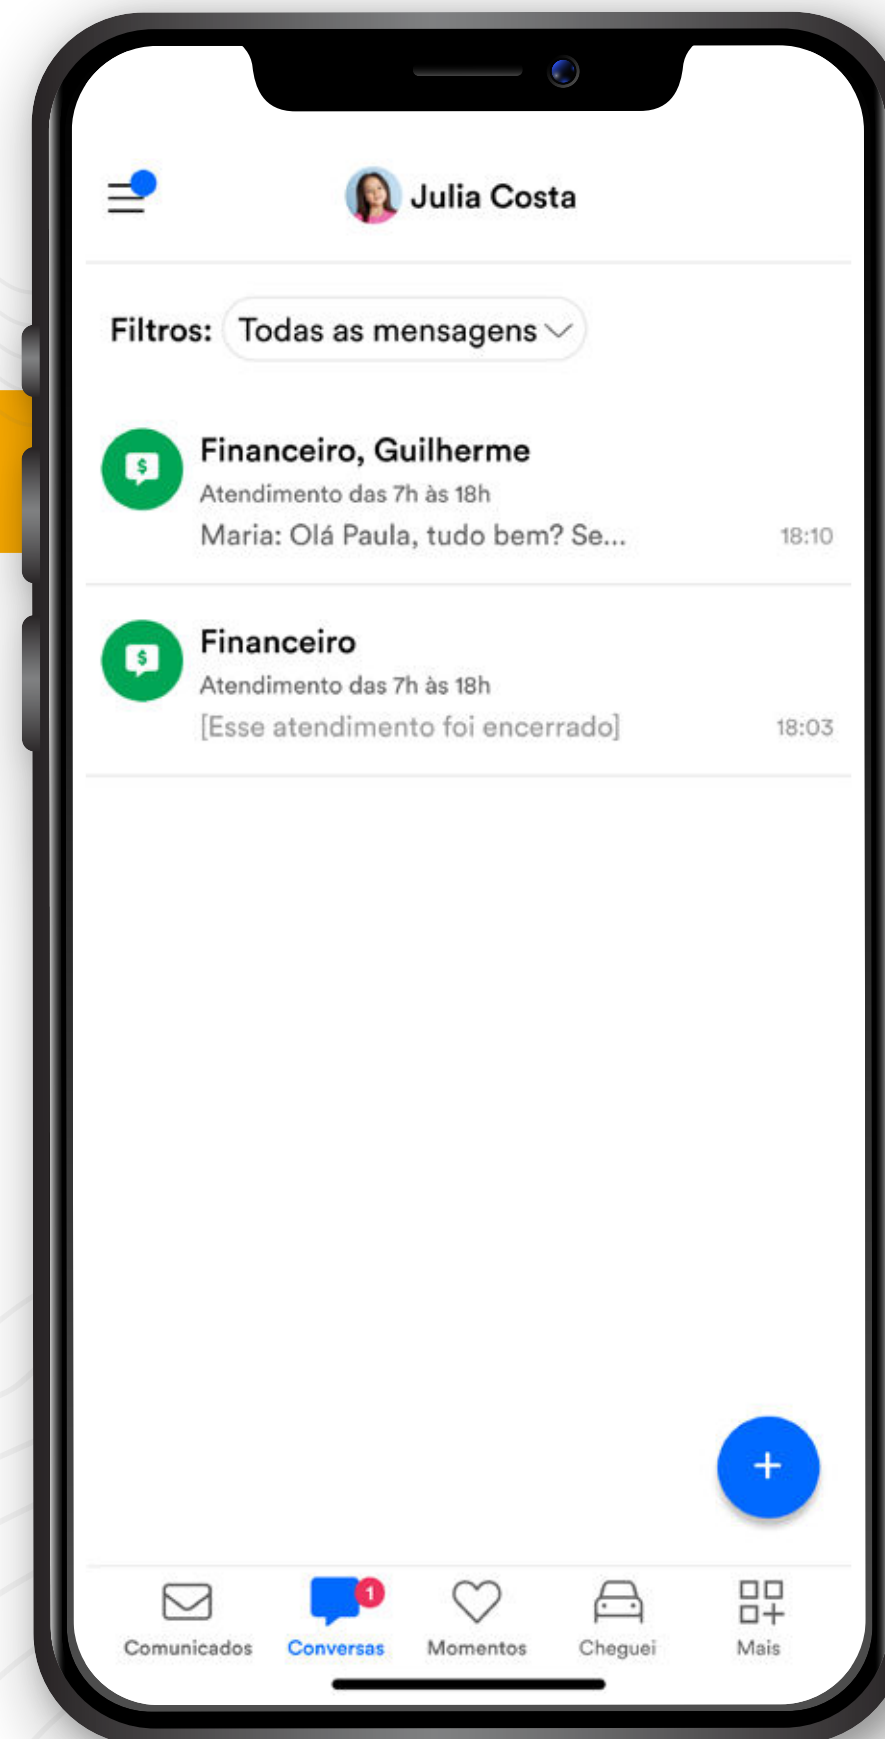 Julia Costa
Filtros: Todas as mensagens
Financeiro, Guilherme
Atendimento das 7h às 18h
Maria: Olá Paula, tudo bem? Se...
18:10
Financeiro
Atendimento das 7h às 18h
[Esse atendimento foi encerrado]
18:03
+
1
Comunicados
Conversas
Momentos
Cheguei
Mais